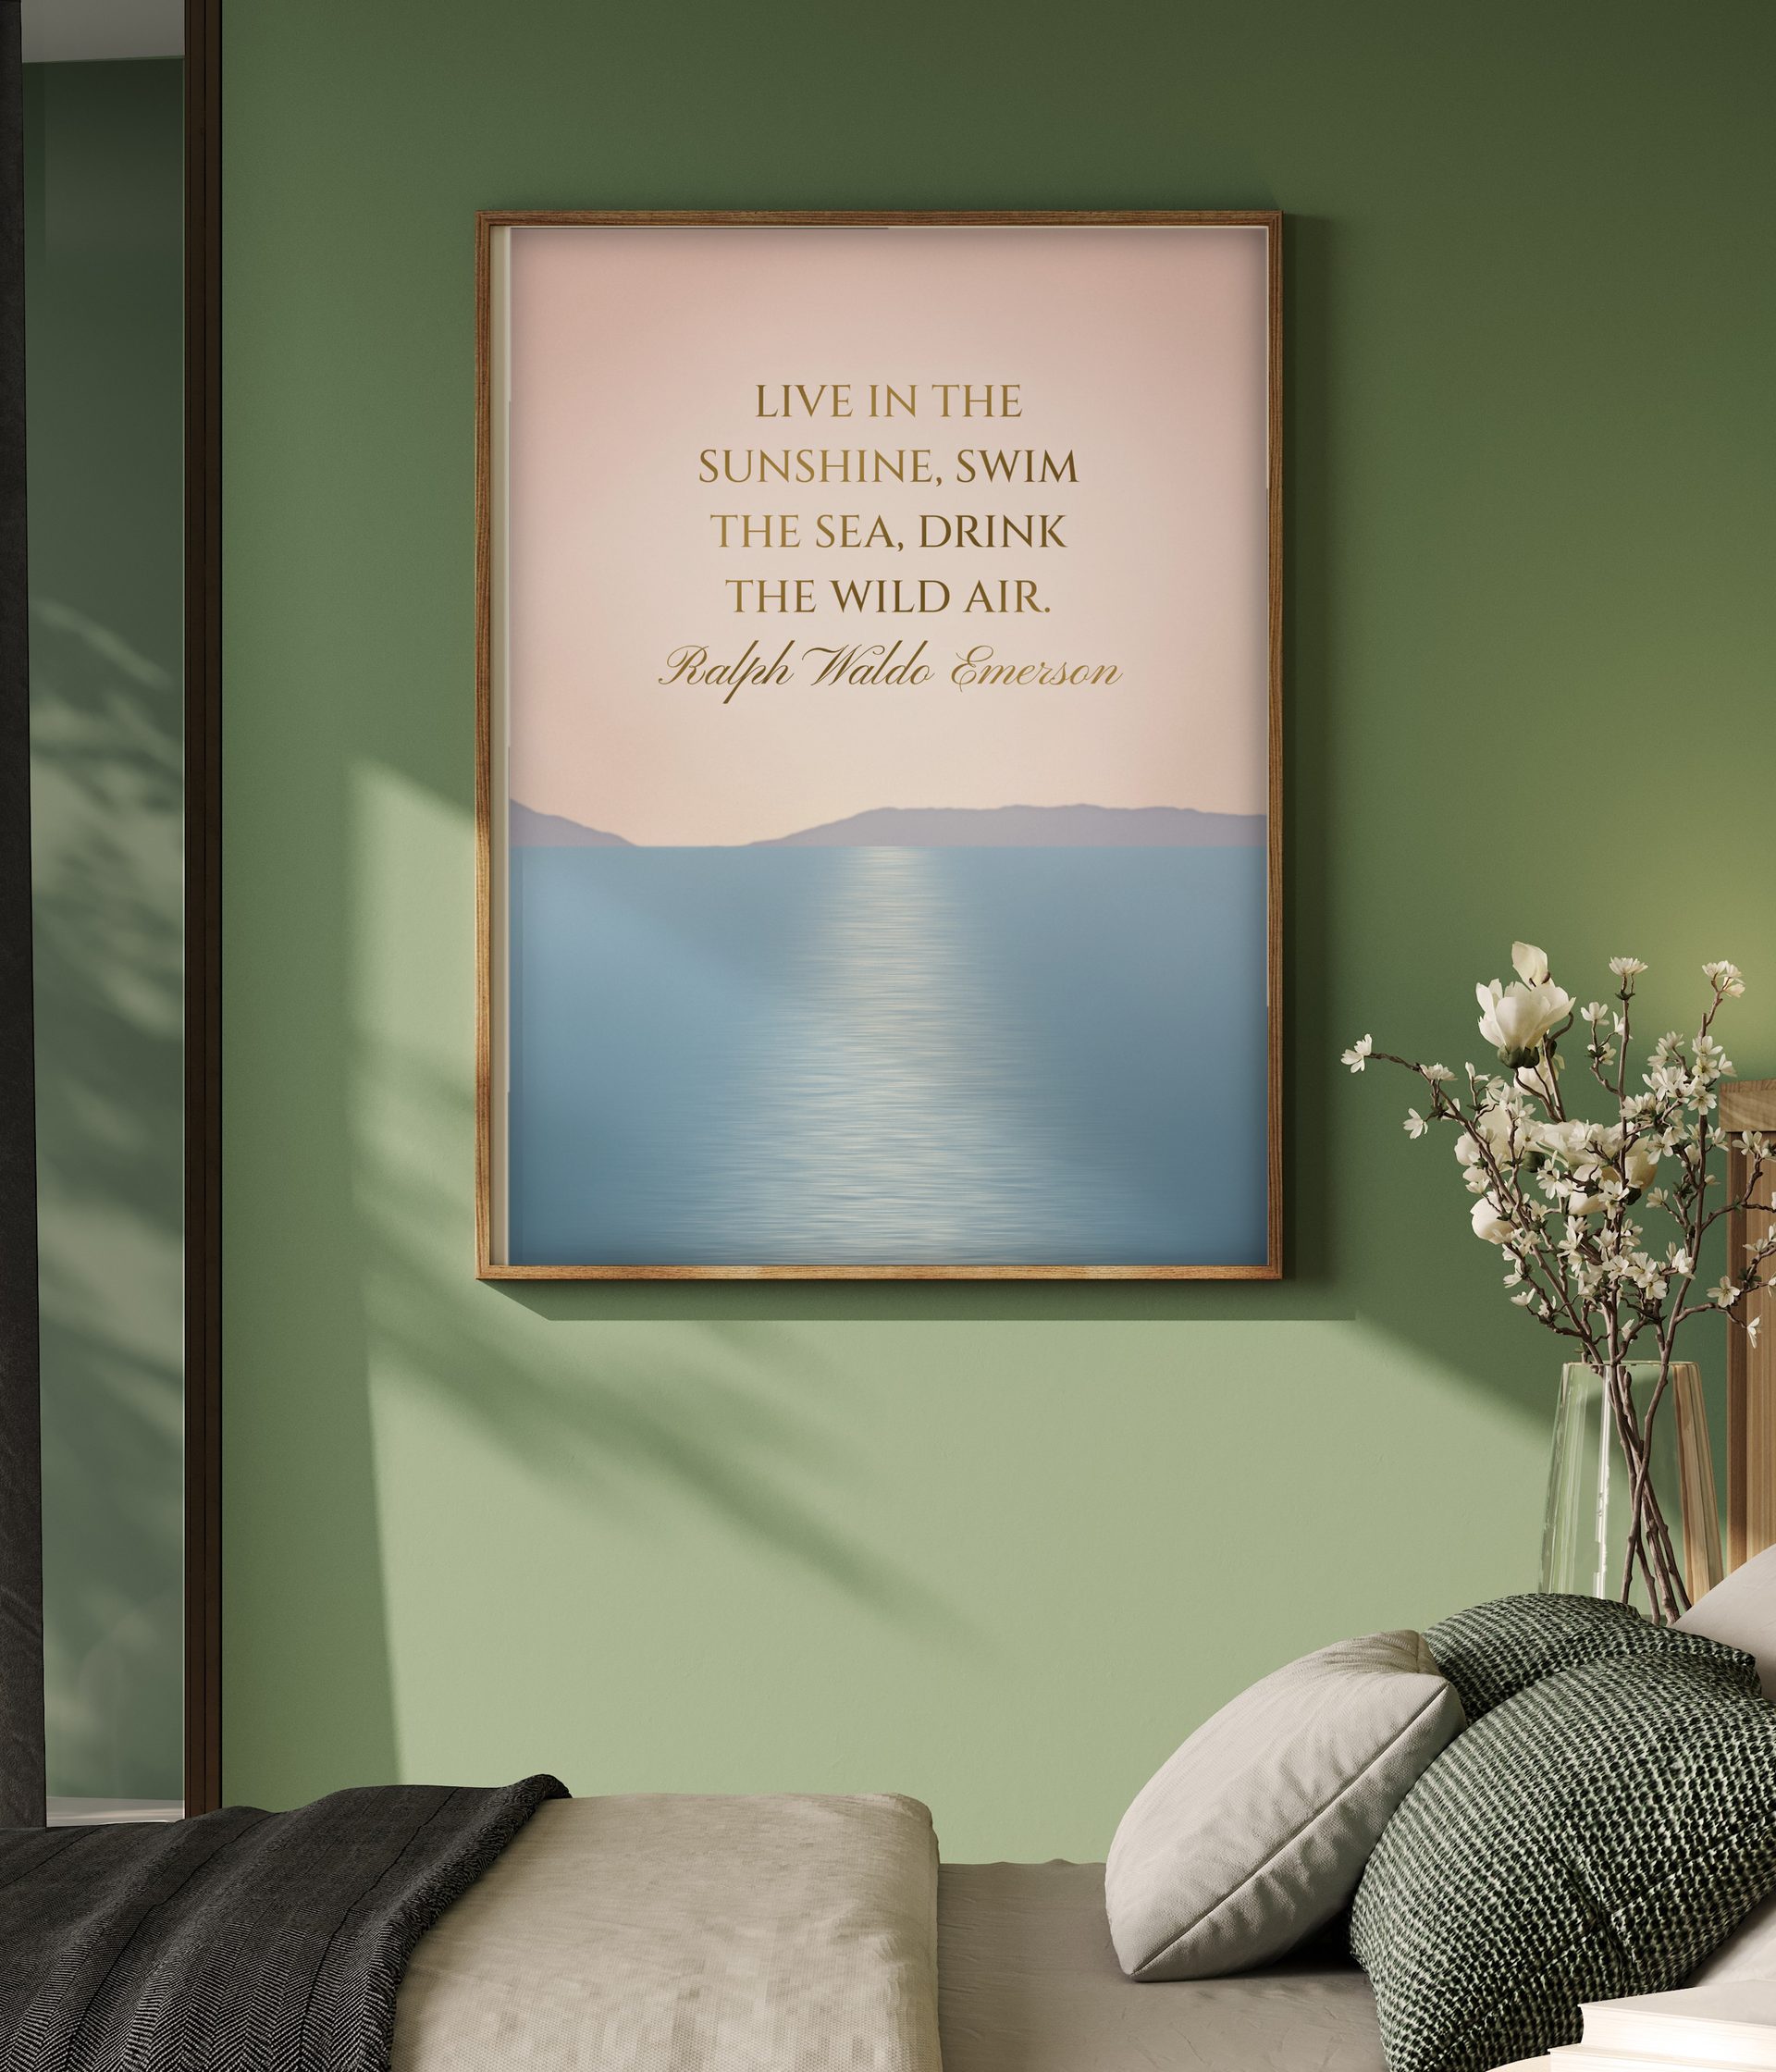 LIVE IN THE
SUNSHINE, SWIM
THE SEA, DRINK
THE WILD AIR.
Ralph Waldo Emerson